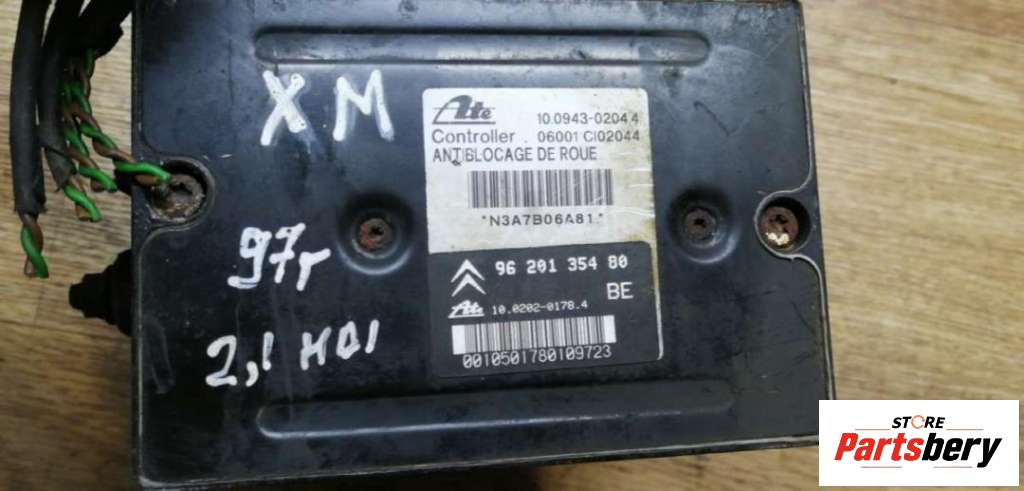 XM
97г
2,1 HDI
Ate
10.0943-0204.4
Controller . 06001 CI02044
ANTIBLOCAGE DE ROUE
*N3A7B06A81*
96 201 354 80
BE
Ate 10.0202-0178.4
0010501780109723
STORE
Partsbery